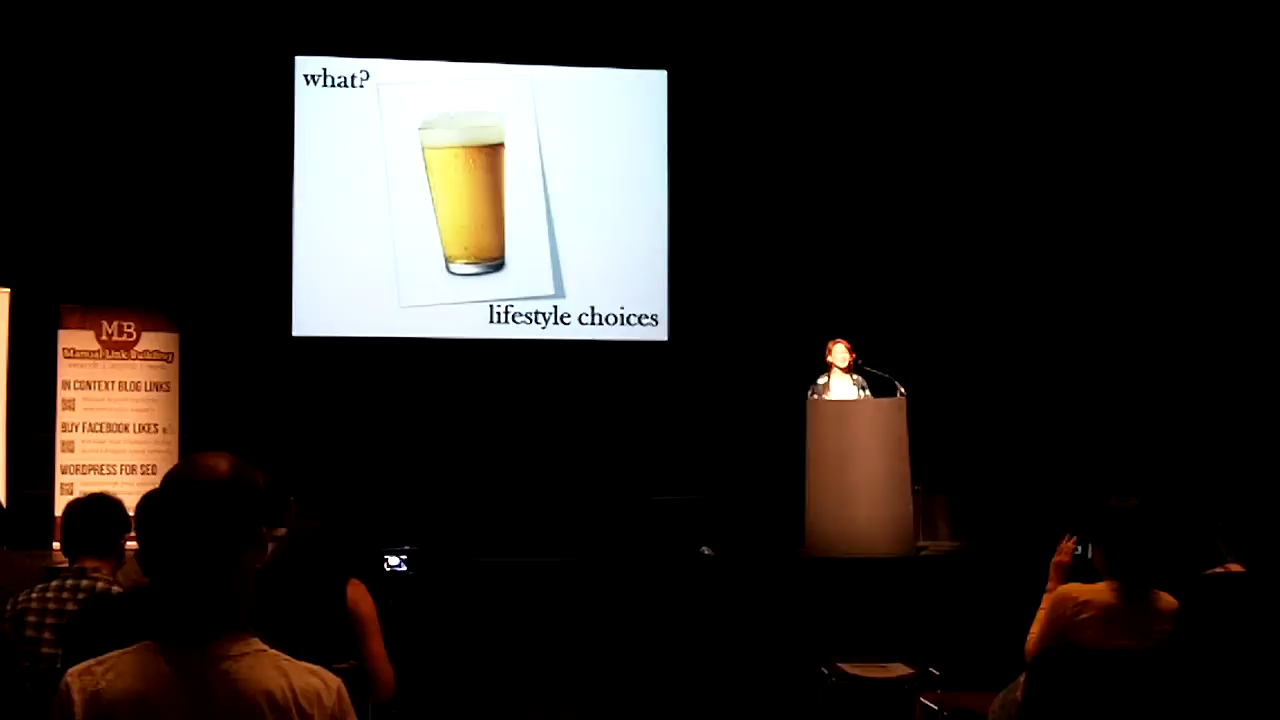 what?
lifestyle choices
MB
Manual Link Building
IN CONTEXT BLOG LINKS
BUY FACEBOOK LIKES
WORDPRESS FOR SEO